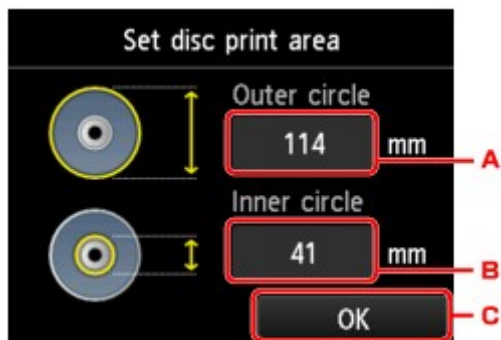 Set disc print area
Outer circle
114 mm
A
Inner circle
41 mm
B
OK
C